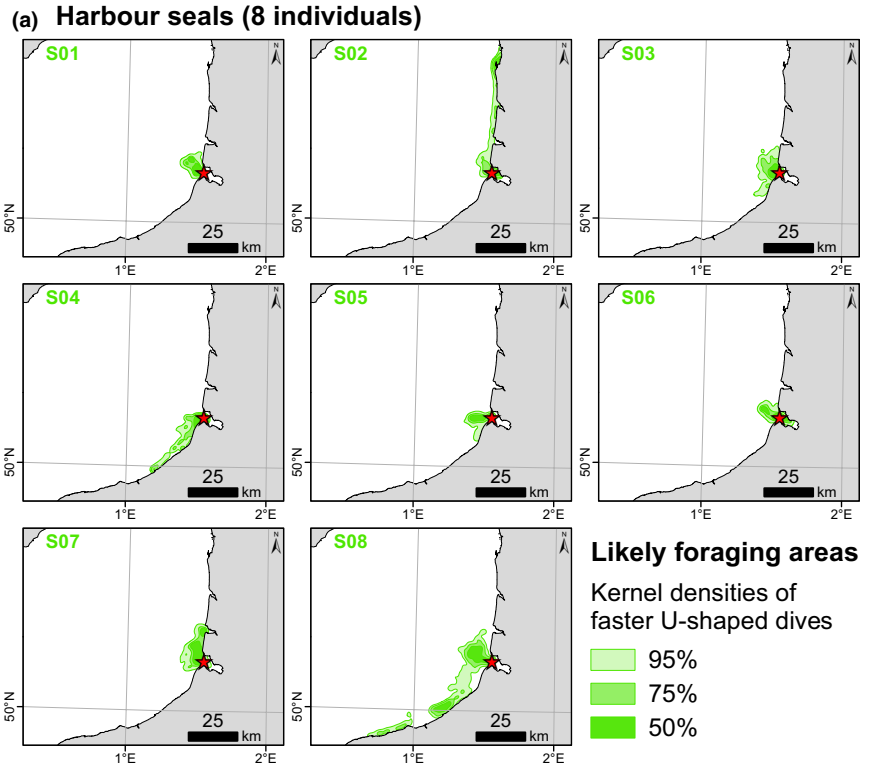 (a) Harbour seals (8 individuals)
S01
N
50°N
25
km
1°E
2°E
S02
N
50°N
25
km
1°E
2°E
S03
N
50°N
25
km
1°E
2°E
S04
N
50°N
25
km
1°E
2°E
S05
N
50°N
25
km
1°E
2°E
S06
N
50°N
25
km
1°E
2°E
S07
N
50°N
25
km
1°E
2°E
S08
N
50°N
25
km
1°E
2°E
Likely foraging areas
Kernel densities of
faster U-shaped dives
95%
75%
50%